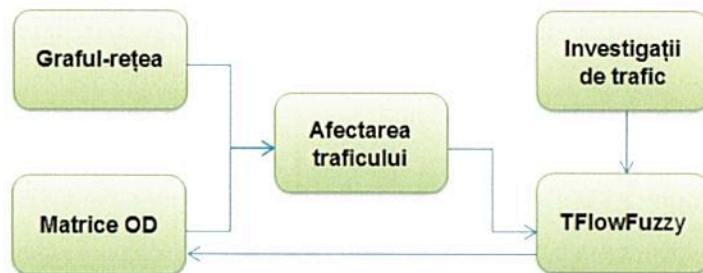 Graful-rețea
Investigații
de trafic
Afectarea
traficului
Matrice OD
TFlowFuzzy